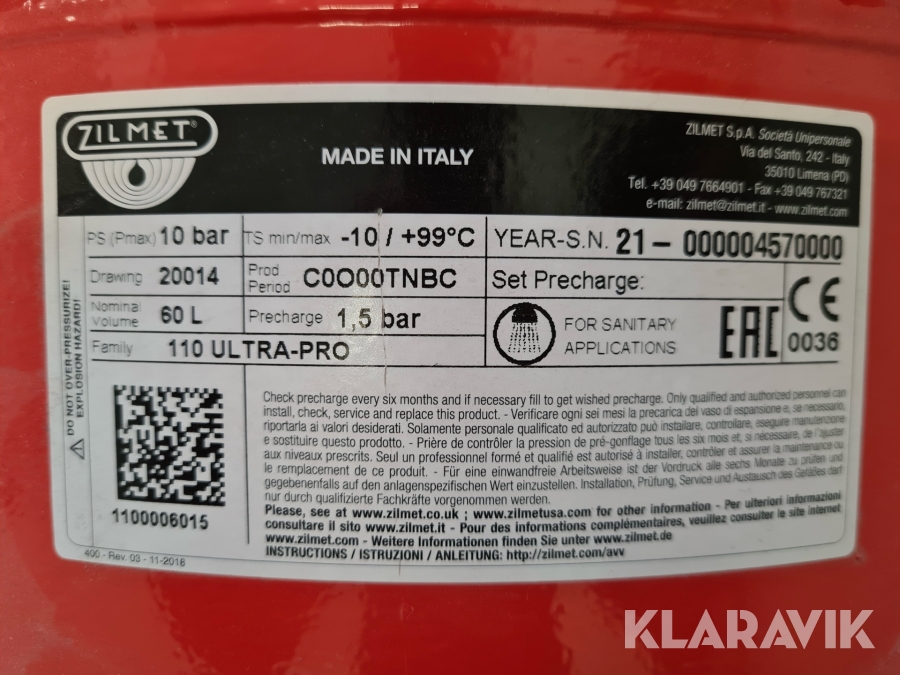 ZILMET®
MADE IN ITALY
ZILMET S.p.A. Società Unipersonale
Via del Santo, 242 - Italy
35010 Limena (PD)
Tel. +39 049 7664901 - Fax +39 049 767321
e-mail: zilmet@zilmet.it - www.zilmet.com
PS (Pmax) 10 bar TS min/max -10 / +99°C YEAR-S.N. 21- 000004570000
Drawing 20014 Prod Period C0O00TNBC Set Precharge:
Nominal Volume 60 L Precharge 1,5 bar
FOR SANITARY
APPLICATIONS
EAC
CE
0036
Family 110 ULTRA-PRO
DO NOT OVER-PRESSURIZE!
EXPLOSION HAZARD!
1100006015
400 - Rev. 03 - 11-2018
Check precharge every six months and if necessary fill to get wished precharge. Only qualified and authorized personnel can
install, check, service and replace this product. - Verificare ogni sei mesi la precarica del vaso di espansione e, se necessario,
riportarla ai valori desiderati. Solamente personale qualificato ed autorizzato può installare, controllare, eseguire manutenzione
e sostituire questo prodotto. - Prière de contrôler la pression de pré-gonflage tous les six mois et, si nécessaire, de l'ajuster
aux niveaux prescrits. Seul un professionnel formé et qualifié est autorisé à installer, contrôler et assurer la maintenance et
le remplacement de ce produit. - Für eine einwandfreie Arbeitsweise ist der Vordruck alle sechs Monate zu prüfen und
gegebenenfalls auf den anlagenspezifischen Wert einzustellen. Installation, Prüfung, Service und Austausch des Gerätes darf
nur durch qualifizierte Fachkräfte vorgenommen werden.
Please, see at www.zilmet.co.uk ; www.zilmetusa.com for other information - Per ulteriori informazioni
consultare il sito www.zilmet.it - Pour des informations complémentaires, veuillez consulter le site internet
www.zilmet.com - Weitere Informationen finden Sie unter www.zilmet.de
INSTRUCTIONS / ISTRUZIONI / ANLEITUNG: http://zilmet.com/avv
KLARAVIK